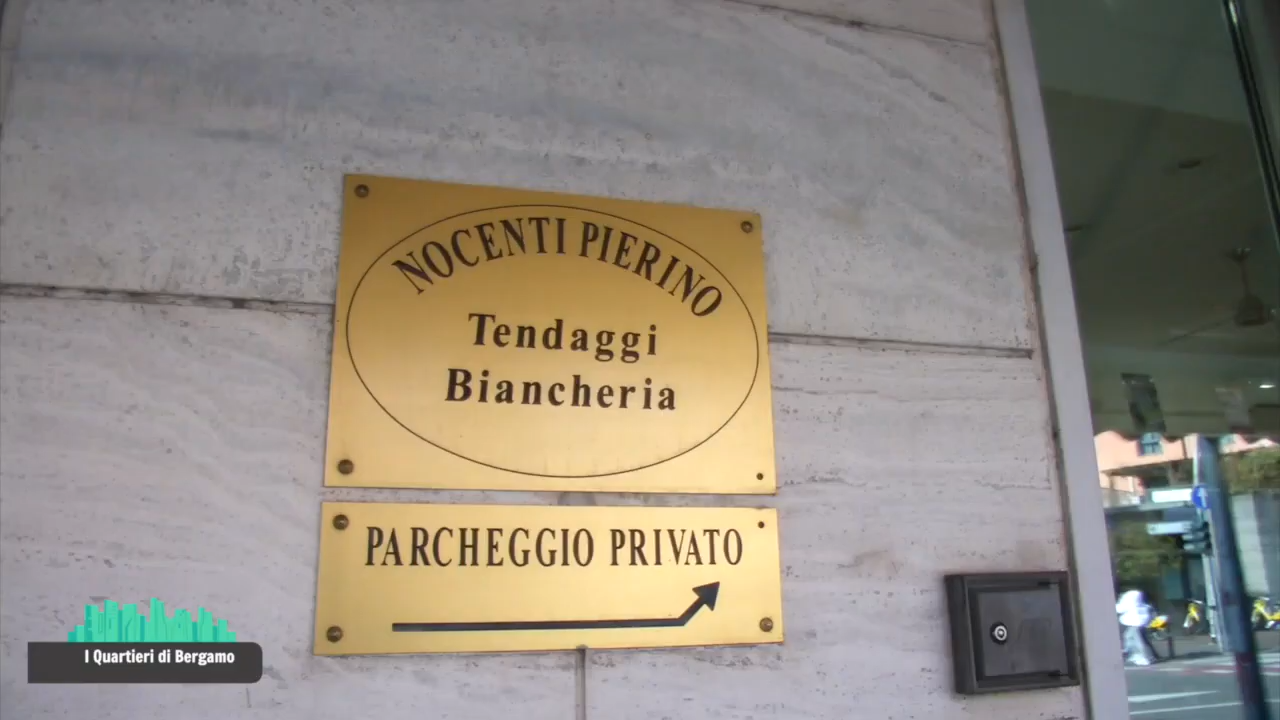 NOCENTI PIERINO
Tendaggi
Biancheria
PARCHEGGIO PRIVATO
I Quartieri di Bergamo